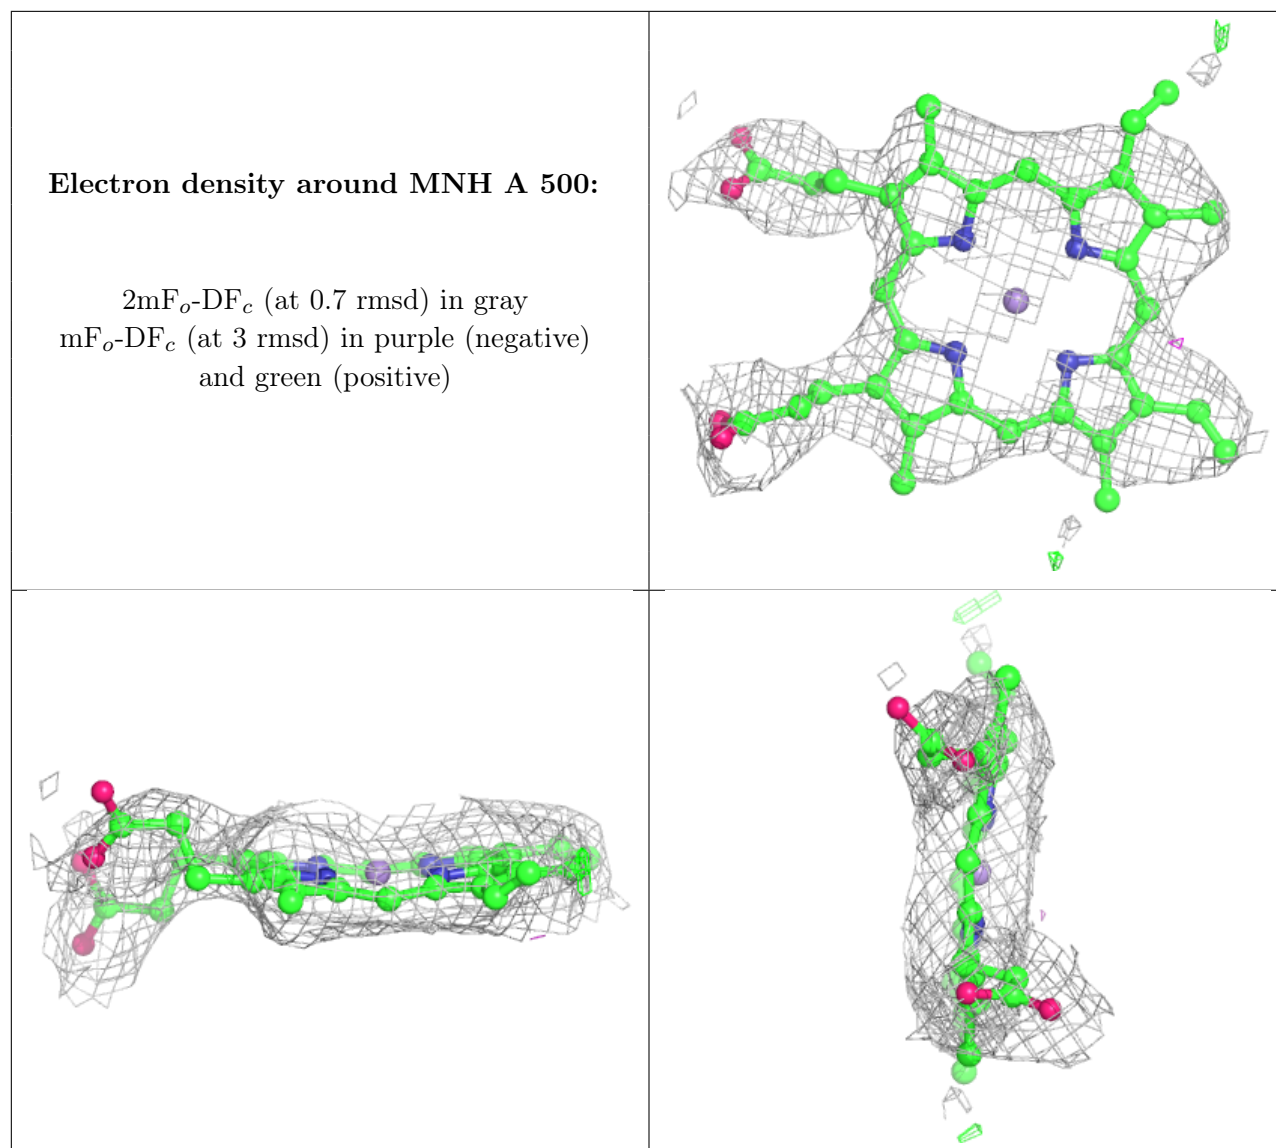 Electron density around MNH A 500:
2mFo-DFc (at 0.7 rmsd) in gray
mFo-DFc (at 3 rmsd) in purple (negative)
and green (positive)